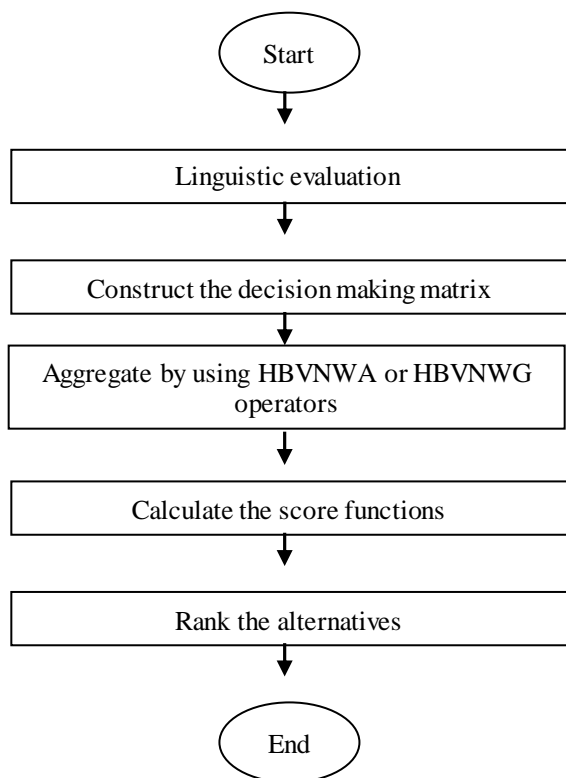 Start
Linguistic evaluation
Construct the decision making matrix
Aggregate by using HBVNWA or HBVNWG
operators
Calculate the score functions
Rank the alternatives
End